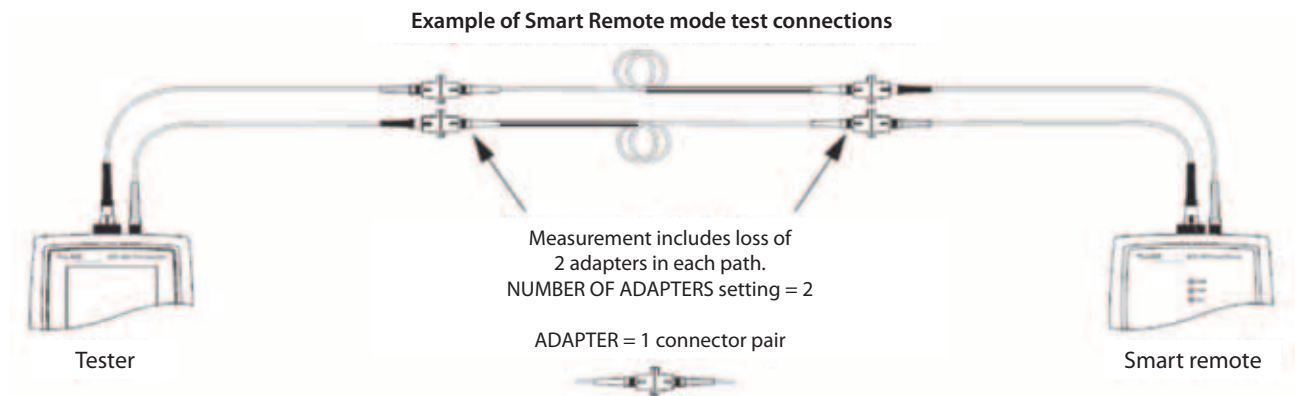 Example of Smart Remote mode test connections
Measurement includes loss of
2 adapters in each path.
NUMBER OF ADAPTERS setting = 2
ADAPTER = 1 connector pair
Tester
Smart remote